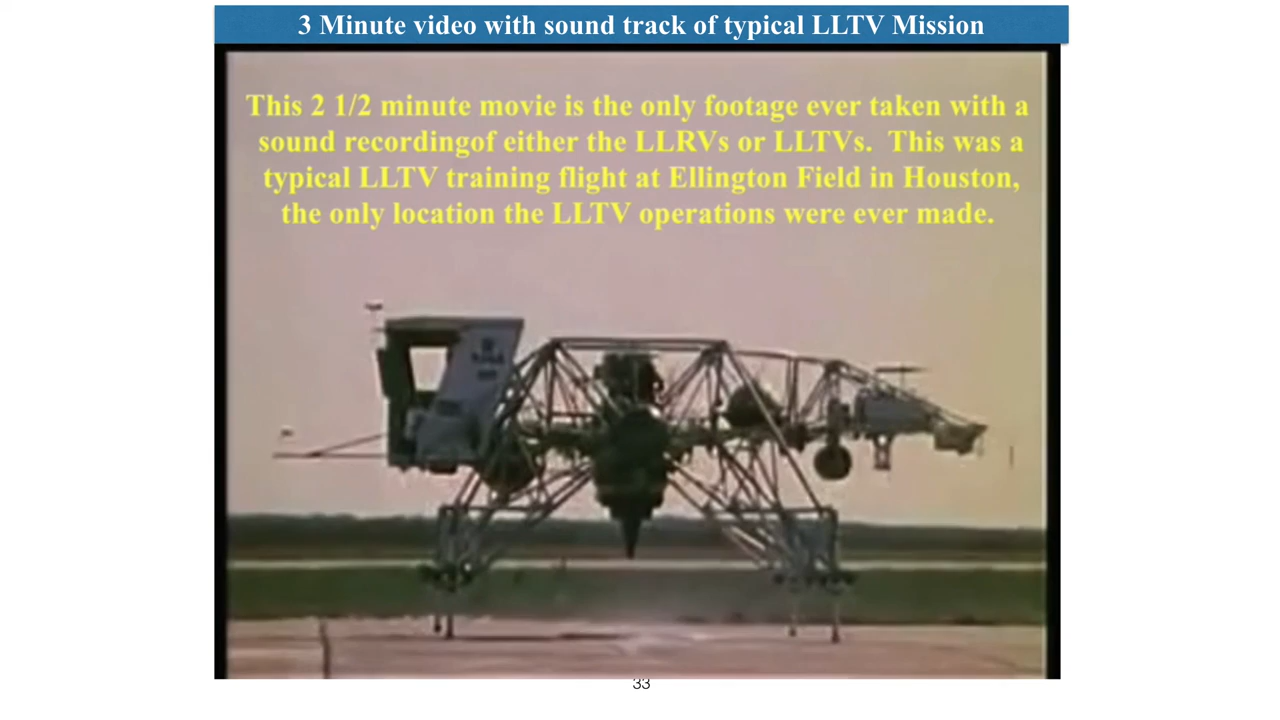 3 Minute video with sound track of typical LLTV Mission
This 2 1/2 minute movie is the only footage ever taken with a
sound recordingof either the LLRVs or LLTVs.  This was a
typical LLTV training flight at Ellington Field in Houston,
the only location the LLTV operations were ever made.
33